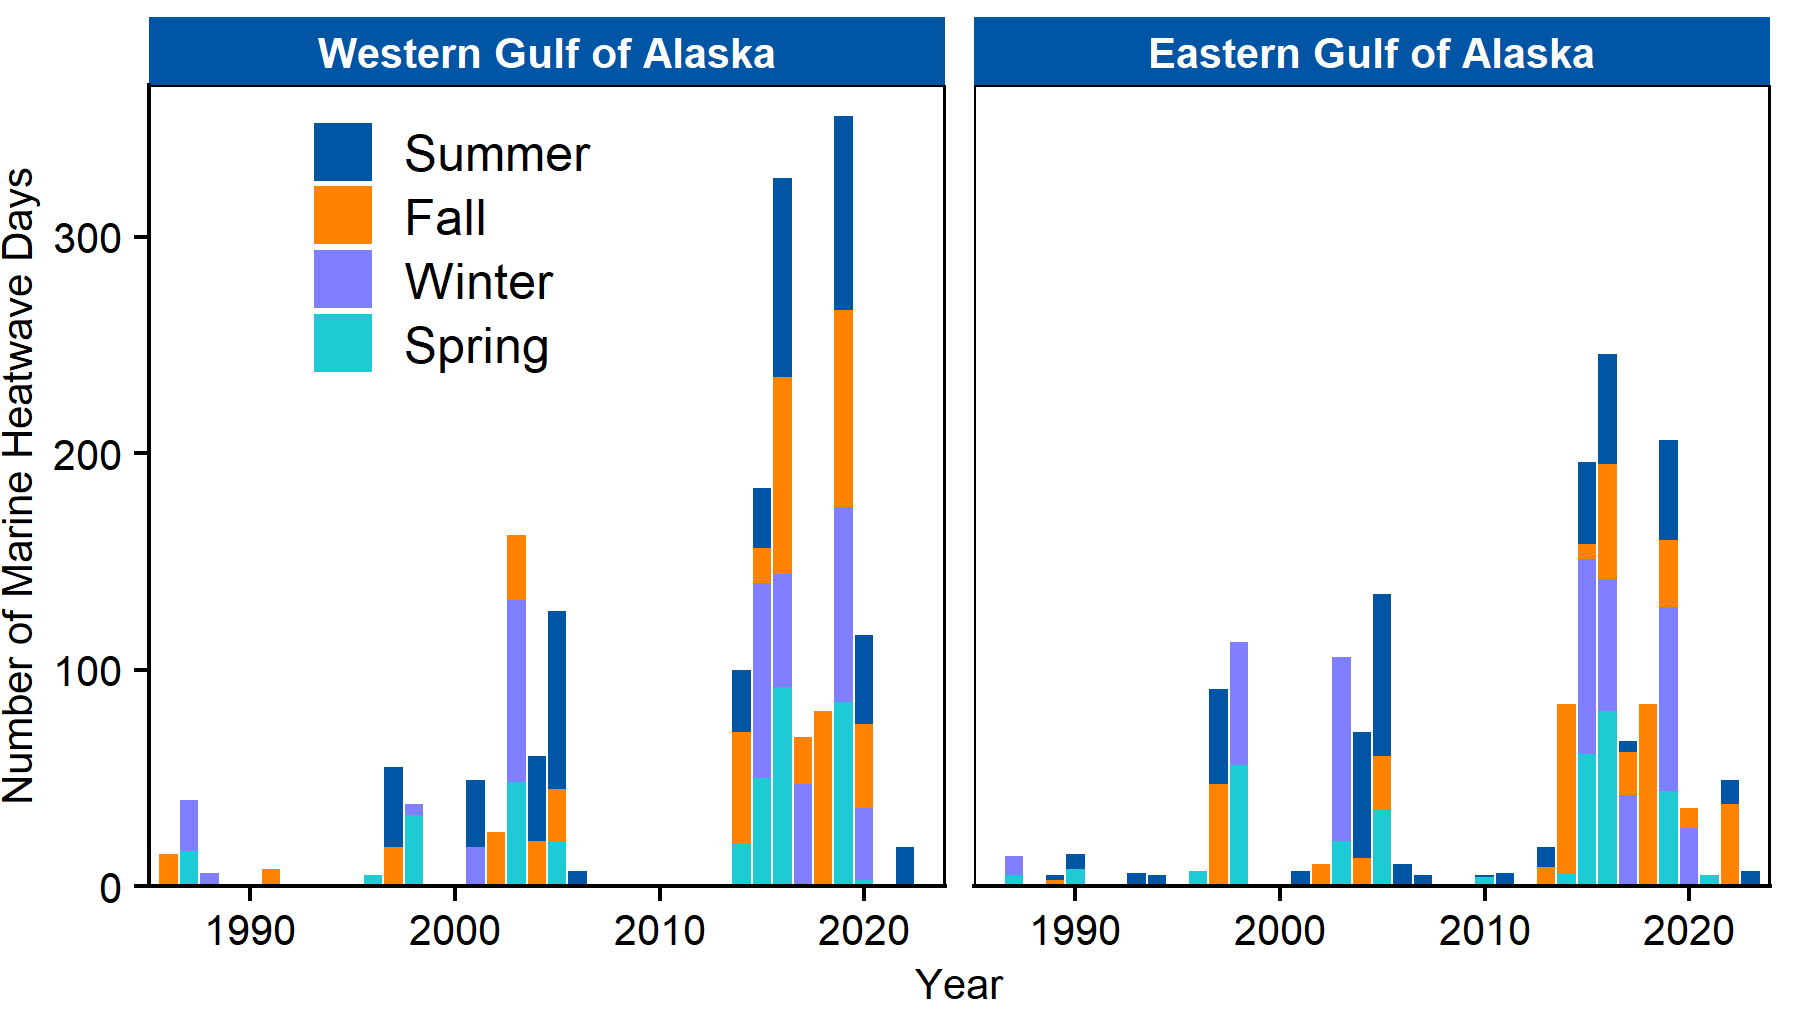 Western Gulf of Alaska
Eastern Gulf of Alaska
Summer
Fall
Winter
Spring
Number of Marine Heatwave Days
300
200
100
0
1990
2000
2010
2020
1990
2000
2010
2020
Year